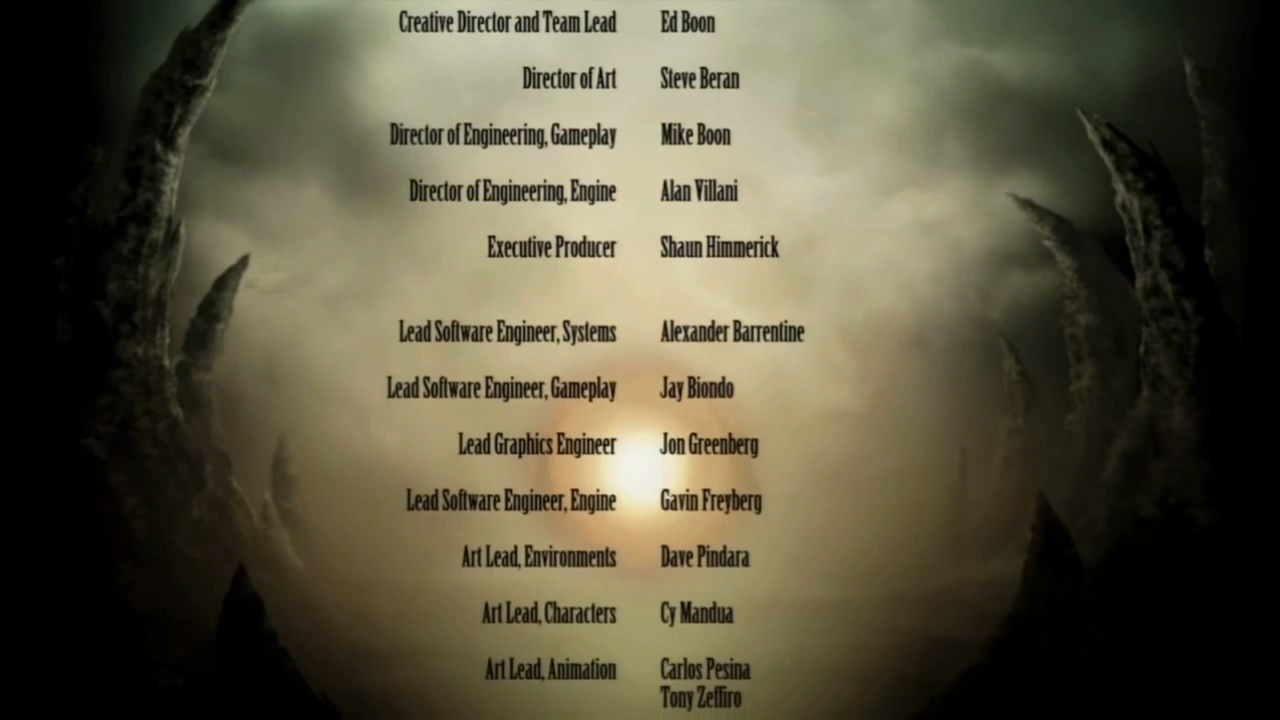 Creative Director and Team Lead Ed Boon
Director of Art Steve Beran
Director of Engineering, Gameplay Mike Boon
Director of Engineering, Engine Alan Villani
Executive Producer Shaun Himmerick
Lead Software Engineer, Systems Alexander Barrentine
Lead Software Engineer, Gameplay Jay Biondo
Lead Graphics Engineer Jon Greenberg
Lead Software Engineer, Engine Gavin Freyberg
Art Lead, Environments Dave Pindara
Art Lead, Characters Cy Mandua
Art Lead, Animation Carlos Pesina
Tony Zeffiro